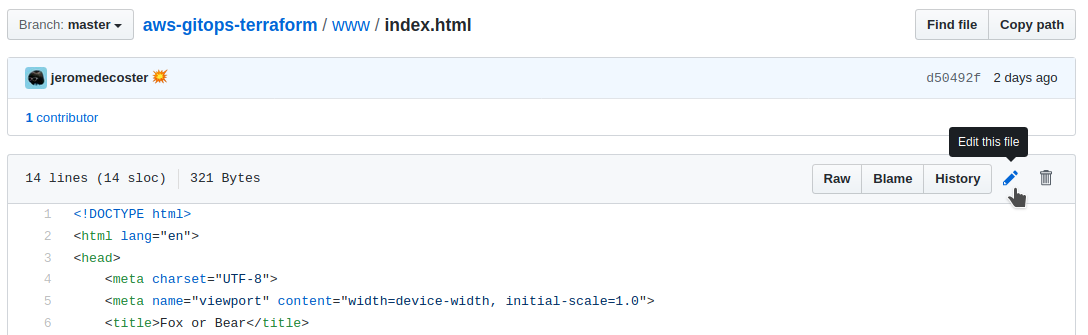 Branch: master aws-gitops-terraform / www / index.html Find file Copy path
jeromedecoster d50492f 2 days ago
1 contributor
Edit this file
14 lines (14 sloc) 321 Bytes Raw Blame History
1 <!DOCTYPE html>
2 <html lang="en">
3 <head>
4     <meta charset="UTF-8">
5     <meta name="viewport" content="width=device-width, initial-scale=1.0">
6     <title>Fox or Bear</title>